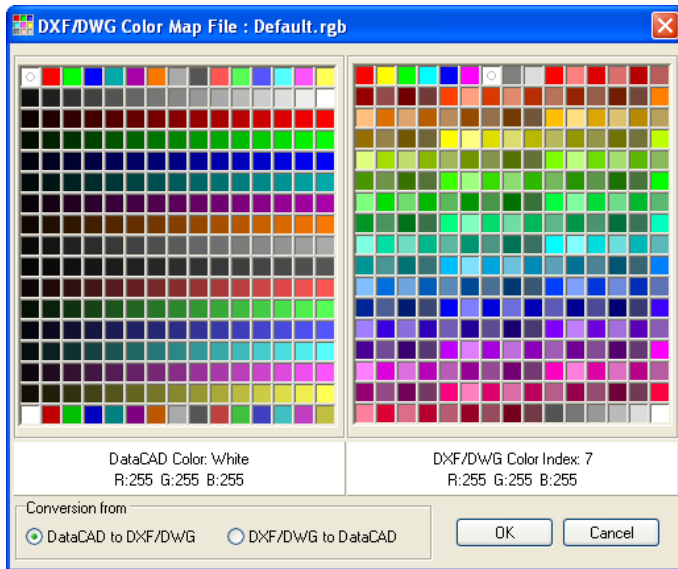 DXF/DWG Color Map File : Default.rgb
DataCAD Color: White
R:255 G:255 B:255
DXF/DWG Color Index: 7
R:255 G:255 B:255
Conversion from
DataCAD to DXF/DWG
DXF/DWG to DataCAD
OK
Cancel